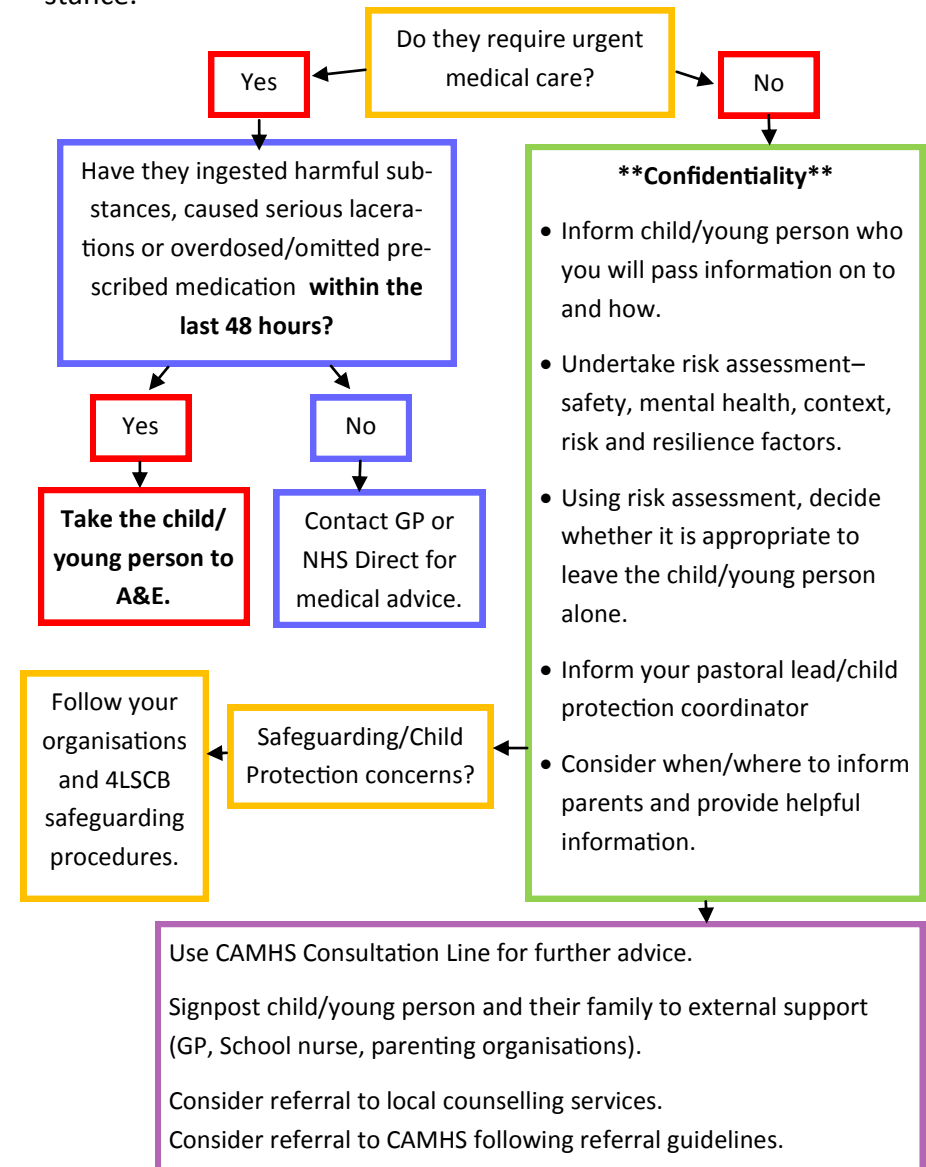 stance.
Do they require urgent
medical care?
Yes
No
Have they ingested harmful sub-
stances, caused serious lacera-
tions or overdosed/omitted pre-
scribed medication within the
last 48 hours?
Yes
No
Take the child/
young person to
A&E.
Contact GP or
NHS Direct for
medical advice.
**Confidentiality**
• Inform child/young person who
you will pass information on to
and how.
• Undertake risk assessment–
safety, mental health, context,
risk and resilience factors.
• Using risk assessment, decide
whether it is appropriate to
leave the child/young person
alone.
• Inform your pastoral lead/child
protection coordinator
• Consider when/where to inform
parents and provide helpful
information.
Safeguarding/Child
Protection concerns?
Follow your
organisations
and 4LSCB
safeguarding
procedures.
Use CAMHS Consultation Line for further advice.
Signpost child/young person and their family to external support
(GP, School nurse, parenting organisations).
Consider referral to local counselling services.
Consider referral to CAMHS following referral guidelines.